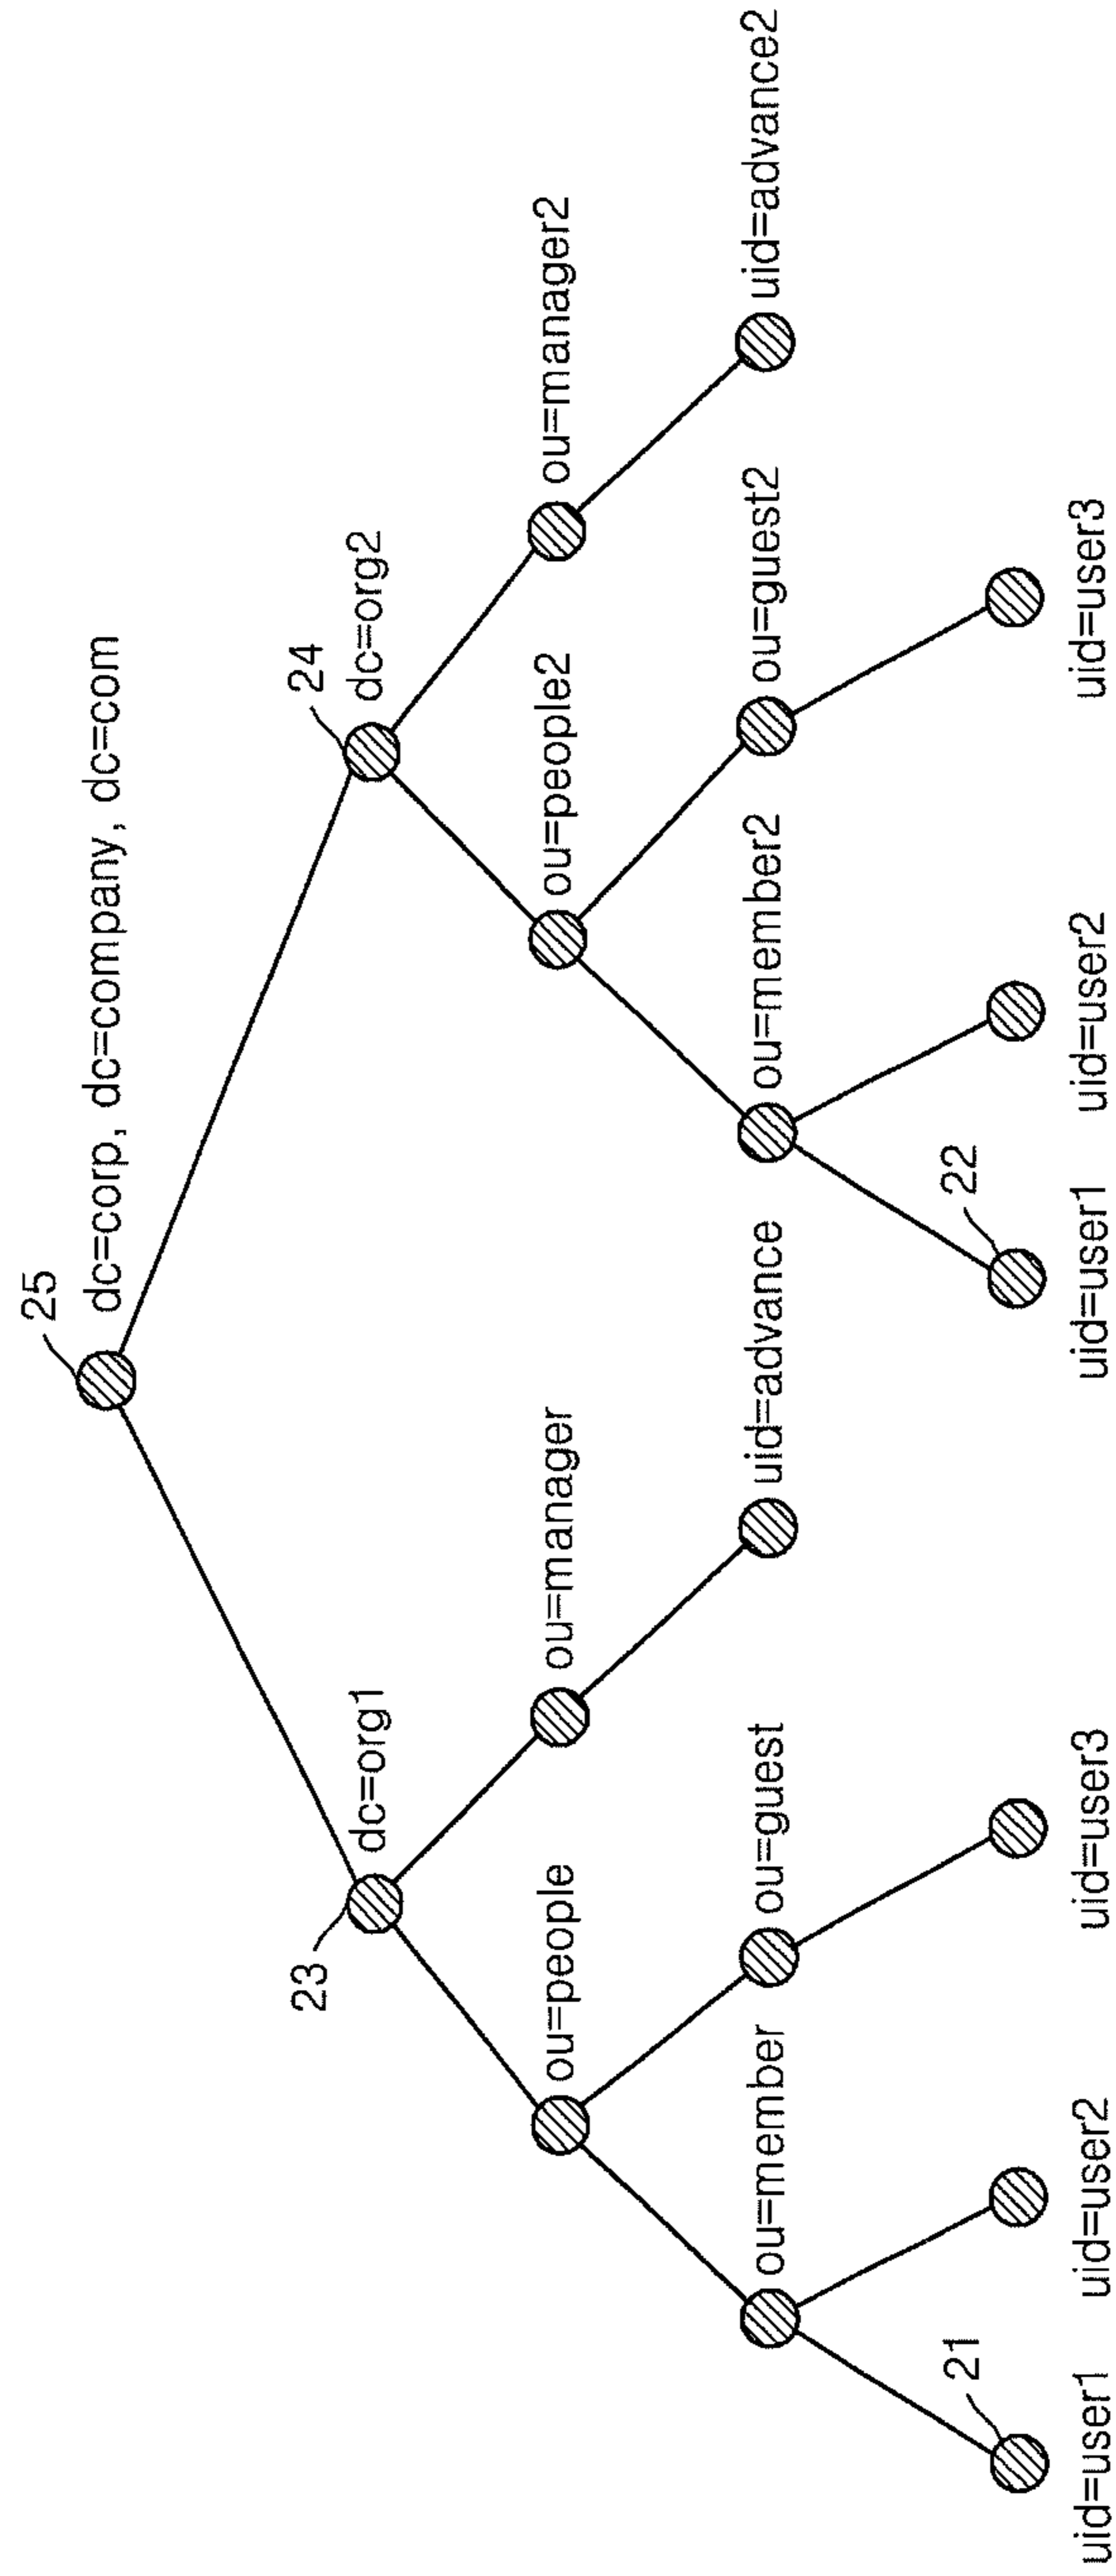 25
dc=corp, dc=company, dc=com
23
dc=org1
24
dc=org2
ou=people
ou=manager
ou=people2
ou=manager2
ou=member
ou=guest
uid=advance
ou=member2
ou=guest2
uid=advance2
21
22
uid=user1
uid=user2
uid=user3
uid=user1
uid=user2
uid=user3